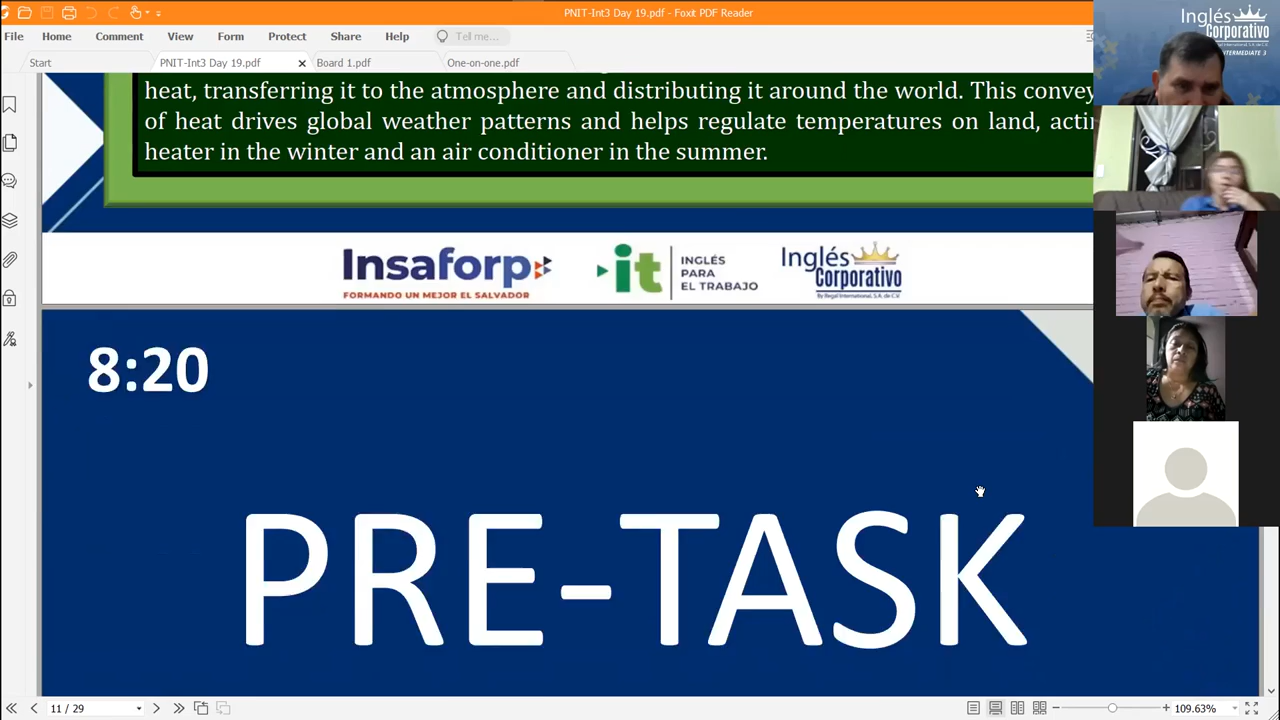 PNIT-Int3 Day 19.pdf - Foxit PDF Reader
File Home Comment View Form Protect Share Help Tell me...
Start PNIT-Int3 Day 19.pdf Board 1.pdf One-on-one.pdf
heat, transferring it to the atmosphere and distributing it around the world. This convey
of heat drives global weather patterns and helps regulate temperatures on land,
heater in the winter and an air conditioner in the summer.
Insaforp
FORMANDO UN MEJOR EL SALVADOR
it
INGLÉS
PARA
EL TRABAJO
Inglés
Corporativo
By Regal International, S.A. de C.V.
8:20
PRE-TASK
Inglés
Corporativo
INTERMEDIATE 3
11 / 29
109.63%